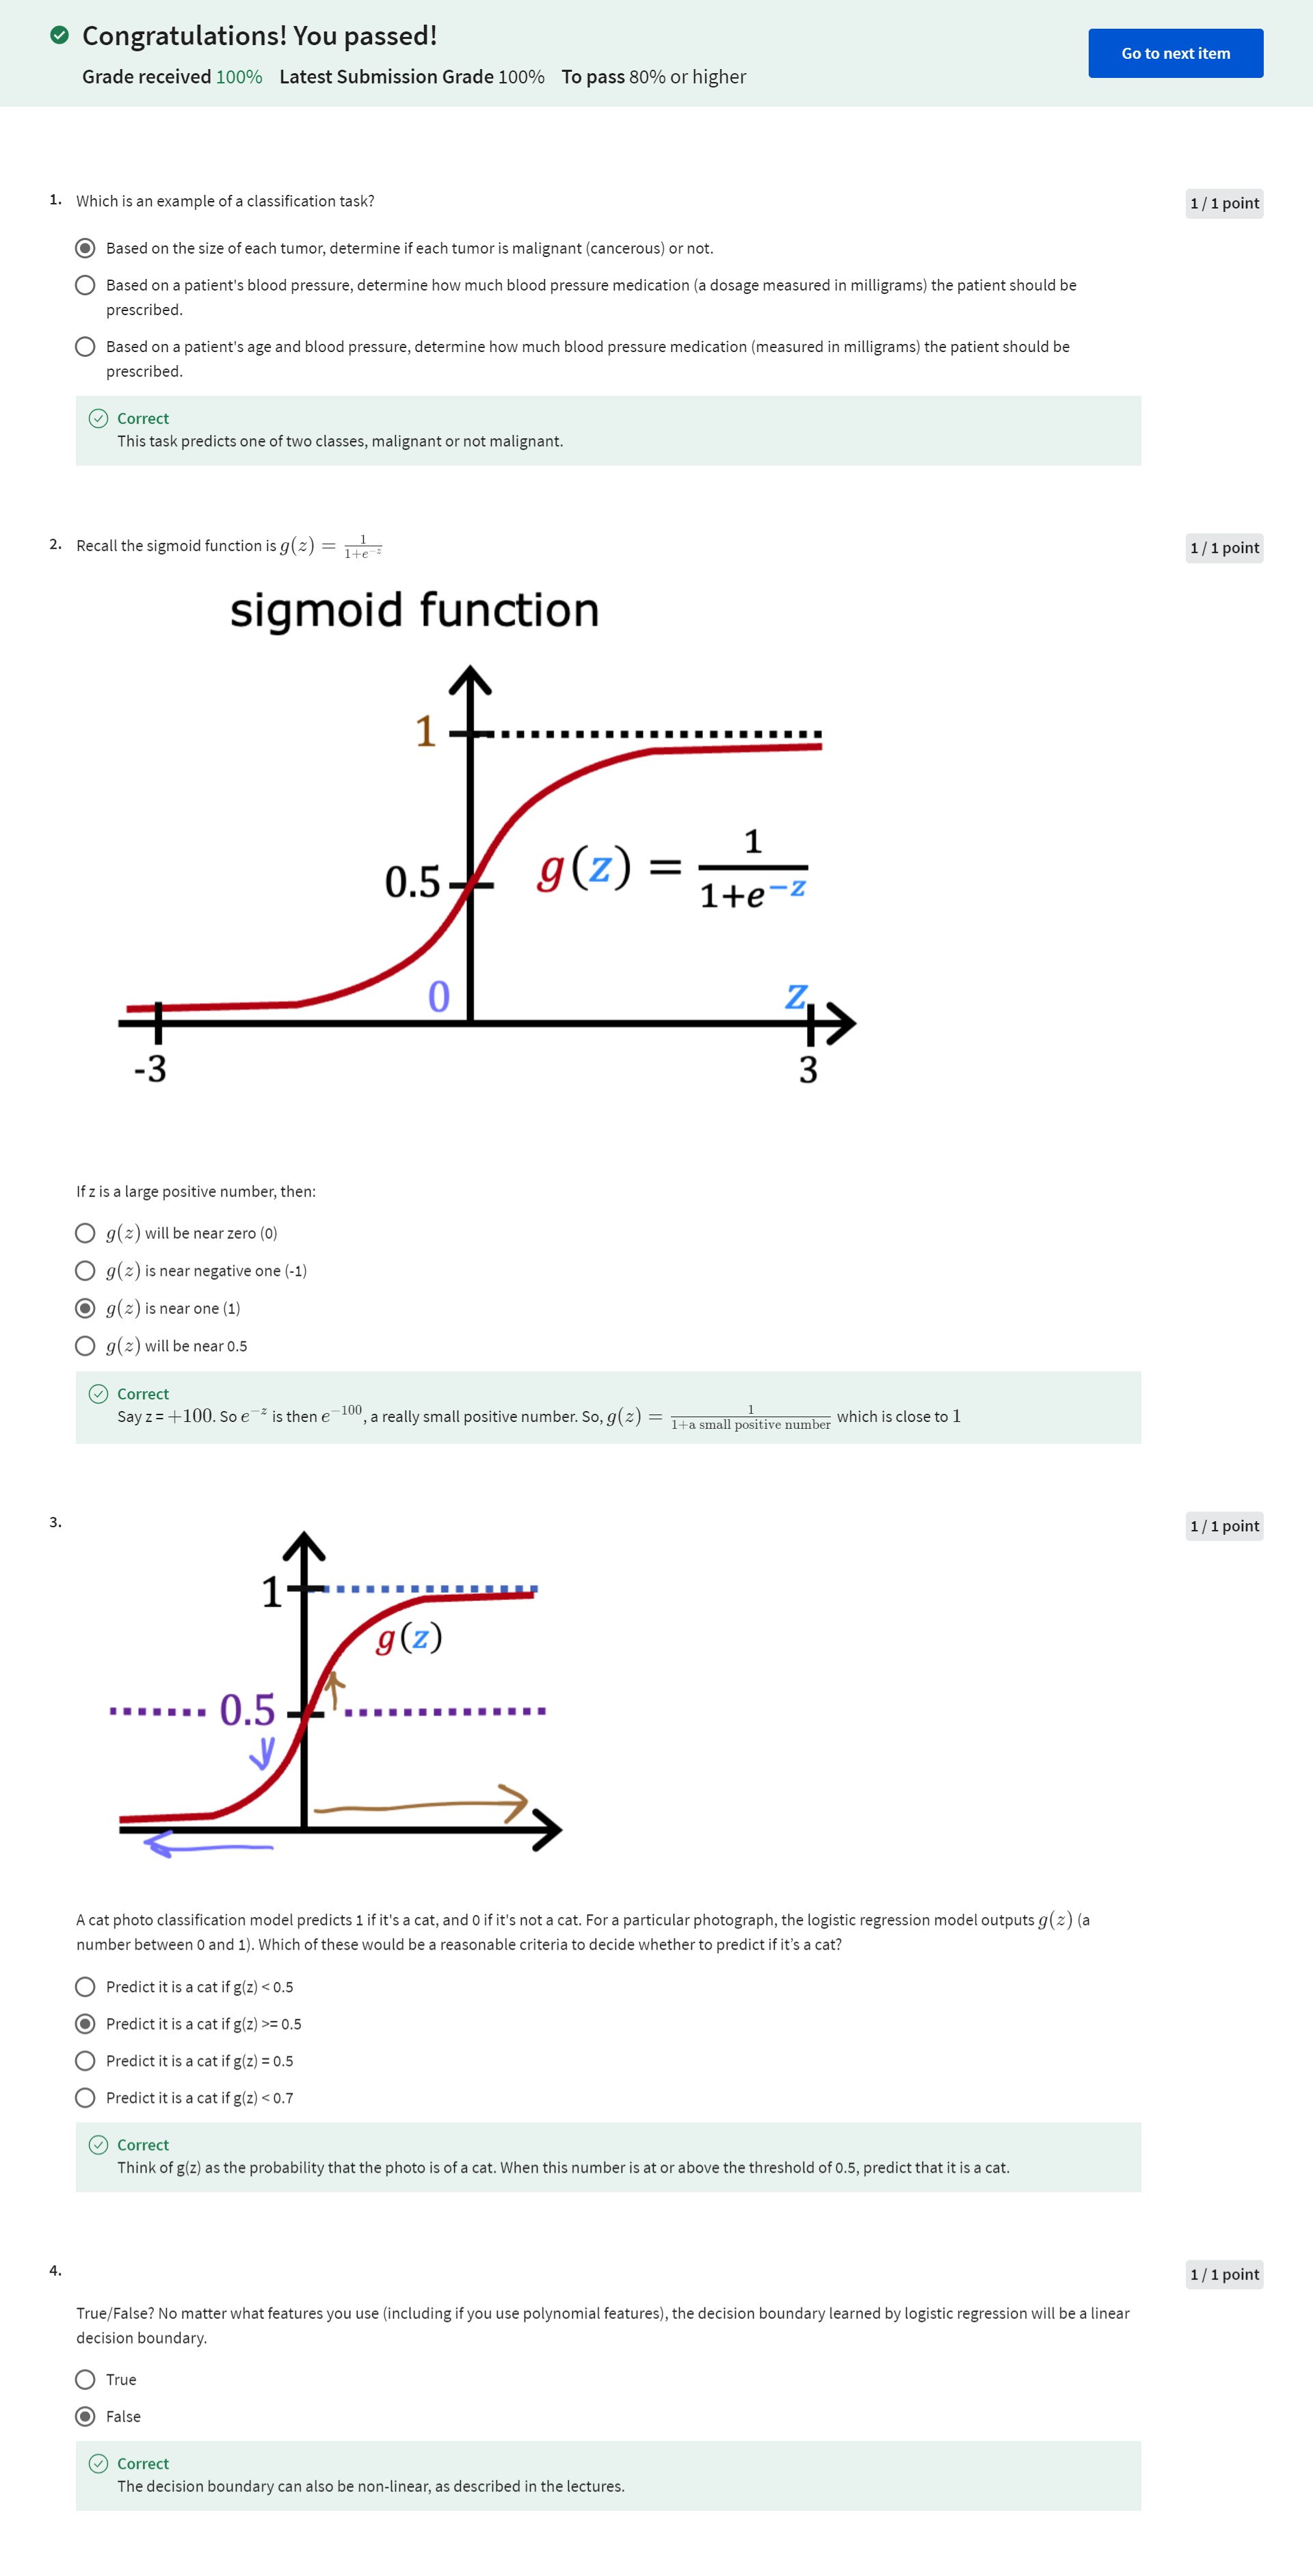 Congratulations! You passed!
Grade received 100% Latest Submission Grade 100% To pass 80% or higher
Go to next item
1. Which is an example of a classification task?
1 / 1 point
Based on the size of each tumor, determine if each tumor is malignant (cancerous) or not.
Based on a patient's blood pressure, determine how much blood pressure medication (a dosage measured in milligrams) the patient should be
prescribed.
Based on a patient's age and blood pressure, determine how much blood pressure medication (measured in milligrams) the patient should be
prescribed.
Correct
This task predicts one of two classes, malignant or not malignant.
2. Recall the sigmoid function is g(z) = 1/(1+e^{-z})
1 / 1 point
sigmoid function
1
0.5
g(z) = 1/(1+e^{-z})
0
z
-3
3
If z is a large positive number, then:
g(z) will be near zero (0)
g(z) is near negative one (-1)
g(z) is near one (1)
g(z) will be near 0.5
Correct
Say z = +100. So e^{-z} is then e^{-100}, a really small positive number. So, g(z) = 1/(1+a small positive number) which is close to 1
3.
1 / 1 point
1
g(z)
0.5
A cat photo classification model predicts 1 if it's a cat, and 0 if it's not a cat. For a particular photograph, the logistic regression model outputs g(z) (a
number between 0 and 1). Which of these would be a reasonable criteria to decide whether to predict if it’s a cat?
Predict it is a cat if g(z) < 0.5
Predict it is a cat if g(z) >= 0.5
Predict it is a cat if g(z) = 0.5
Predict it is a cat if g(z) < 0.7
Correct
Think of g(z) as the probability that the photo is of a cat. When this number is at or above the threshold of 0.5, predict that it is a cat.
4.
1 / 1 point
True/False? No matter what features you use (including if you use polynomial features), the decision boundary learned by logistic regression will be a linear
decision boundary.
True
False
Correct
The decision boundary can also be non-linear, as described in the lectures.